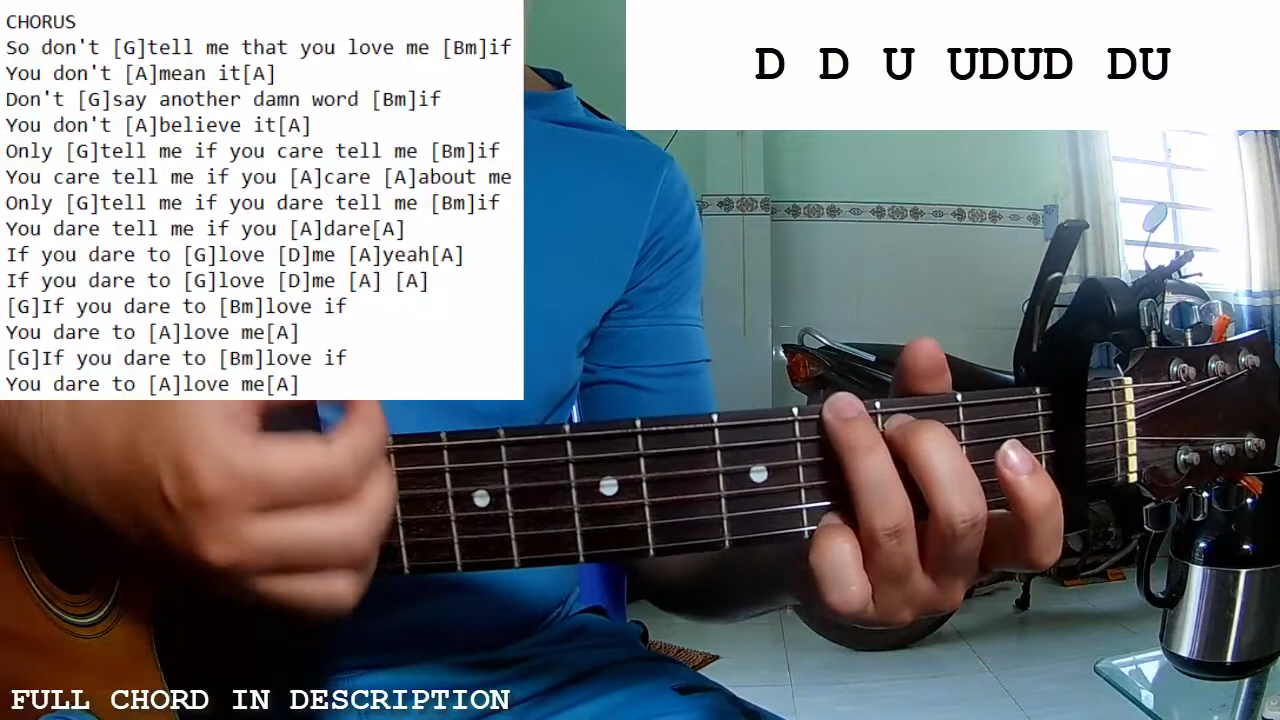 CHORUS
So don't [G]tell me that you love me [Bm]if
You don't [A]mean it[A]
Don't [G]say another damn word [Bm]if
You don't [A]believe it[A]
Only [G]tell me if you care tell me [Bm]if
You care tell me if you [A]care [A]about me
Only [G]tell me if you dare tell me [Bm]if
You dare tell me if you [A]dare[A]
If you dare to [G]love [D]me [A]yeah[A]
If you dare to [G]love [D]me [A] [A]
[G]If you dare to [Bm]love if
You dare to [A]love me[A]
[G]If you dare to [Bm]love if
You dare to [A]love me[A]
D D U UDUD DU
FULL CHORD IN DESCRIPTION